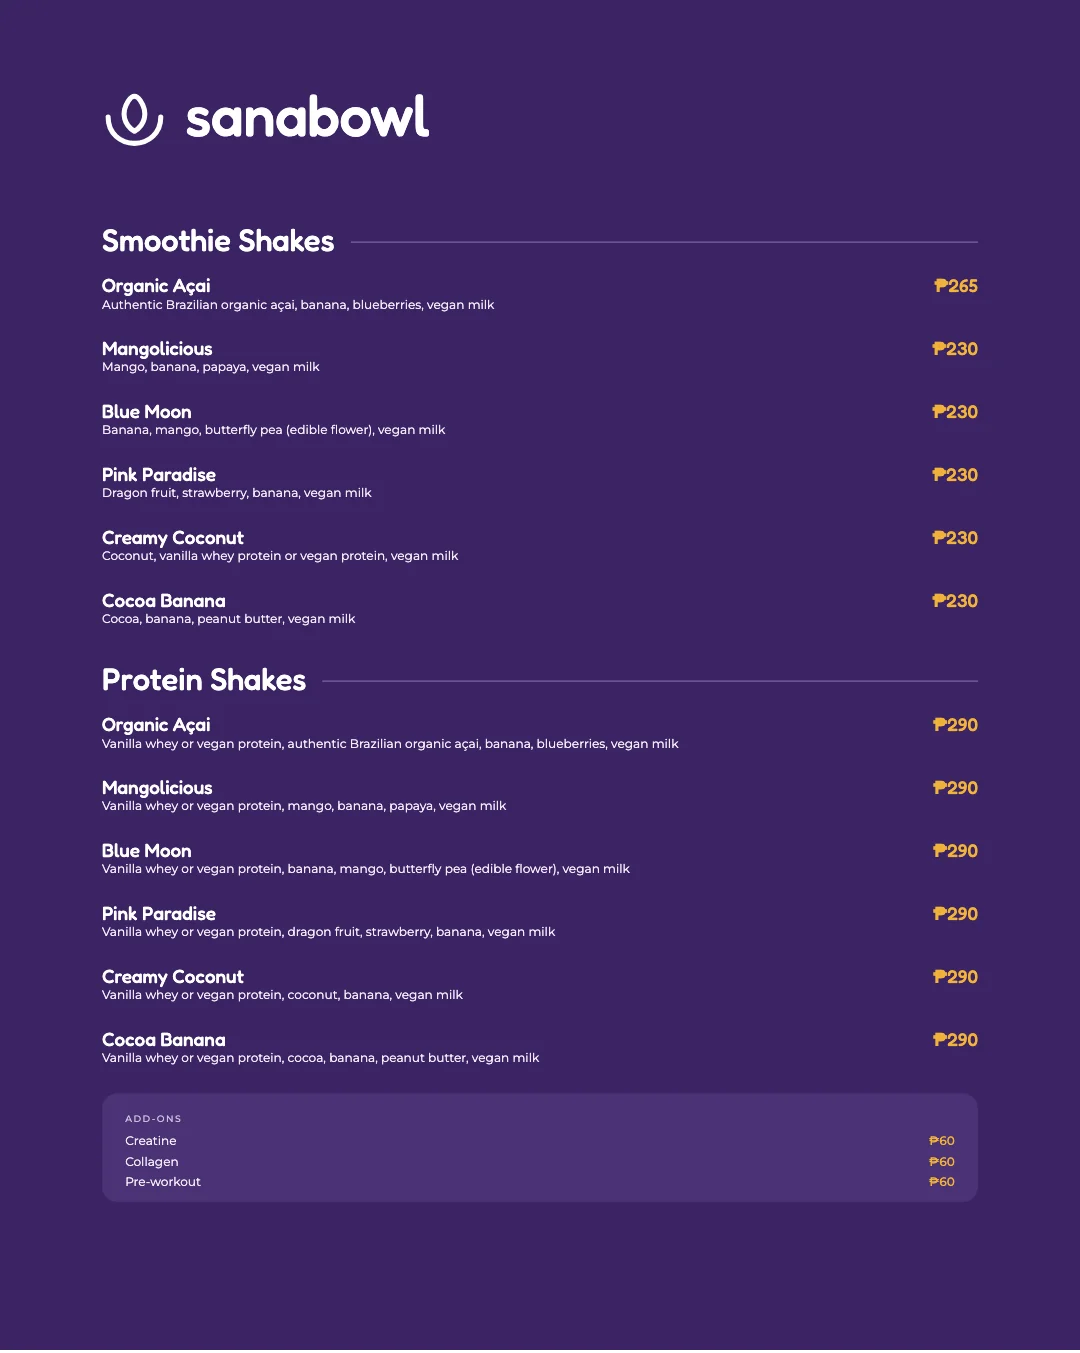 sanabowl
Smoothie Shakes
Organic Açai ₱265
Authentic Brazilian organic açai, banana, blueberries, vegan milk
Mangolicious ₱230
Mango, banana, papaya, vegan milk
Blue Moon ₱230
Banana, mango, butterfly pea (edible flower), vegan milk
Pink Paradise ₱230
Dragon fruit, strawberry, banana, vegan milk
Creamy Coconut ₱230
Coconut, vanilla whey protein or vegan protein, vegan milk
Cocoa Banana ₱230
Cocoa, banana, peanut butter, vegan milk
Protein Shakes
Organic Açai ₱290
Vanilla whey or vegan protein, authentic Brazilian organic açai, banana, blueberries, vegan milk
Mangolicious ₱290
Vanilla whey or vegan protein, mango, banana, papaya, vegan milk
Blue Moon ₱290
Vanilla whey or vegan protein, banana, mango, butterfly pea (edible flower), vegan milk
Pink Paradise ₱290
Vanilla whey or vegan protein, dragon fruit, strawberry, banana, vegan milk
Creamy Coconut ₱290
Vanilla whey or vegan protein, coconut, banana, vegan milk
Cocoa Banana ₱290
Vanilla whey or vegan protein, cocoa, banana, peanut butter, vegan milk
ADD-ONS
Creatine ₱60
Collagen ₱60
Pre-workout ₱60